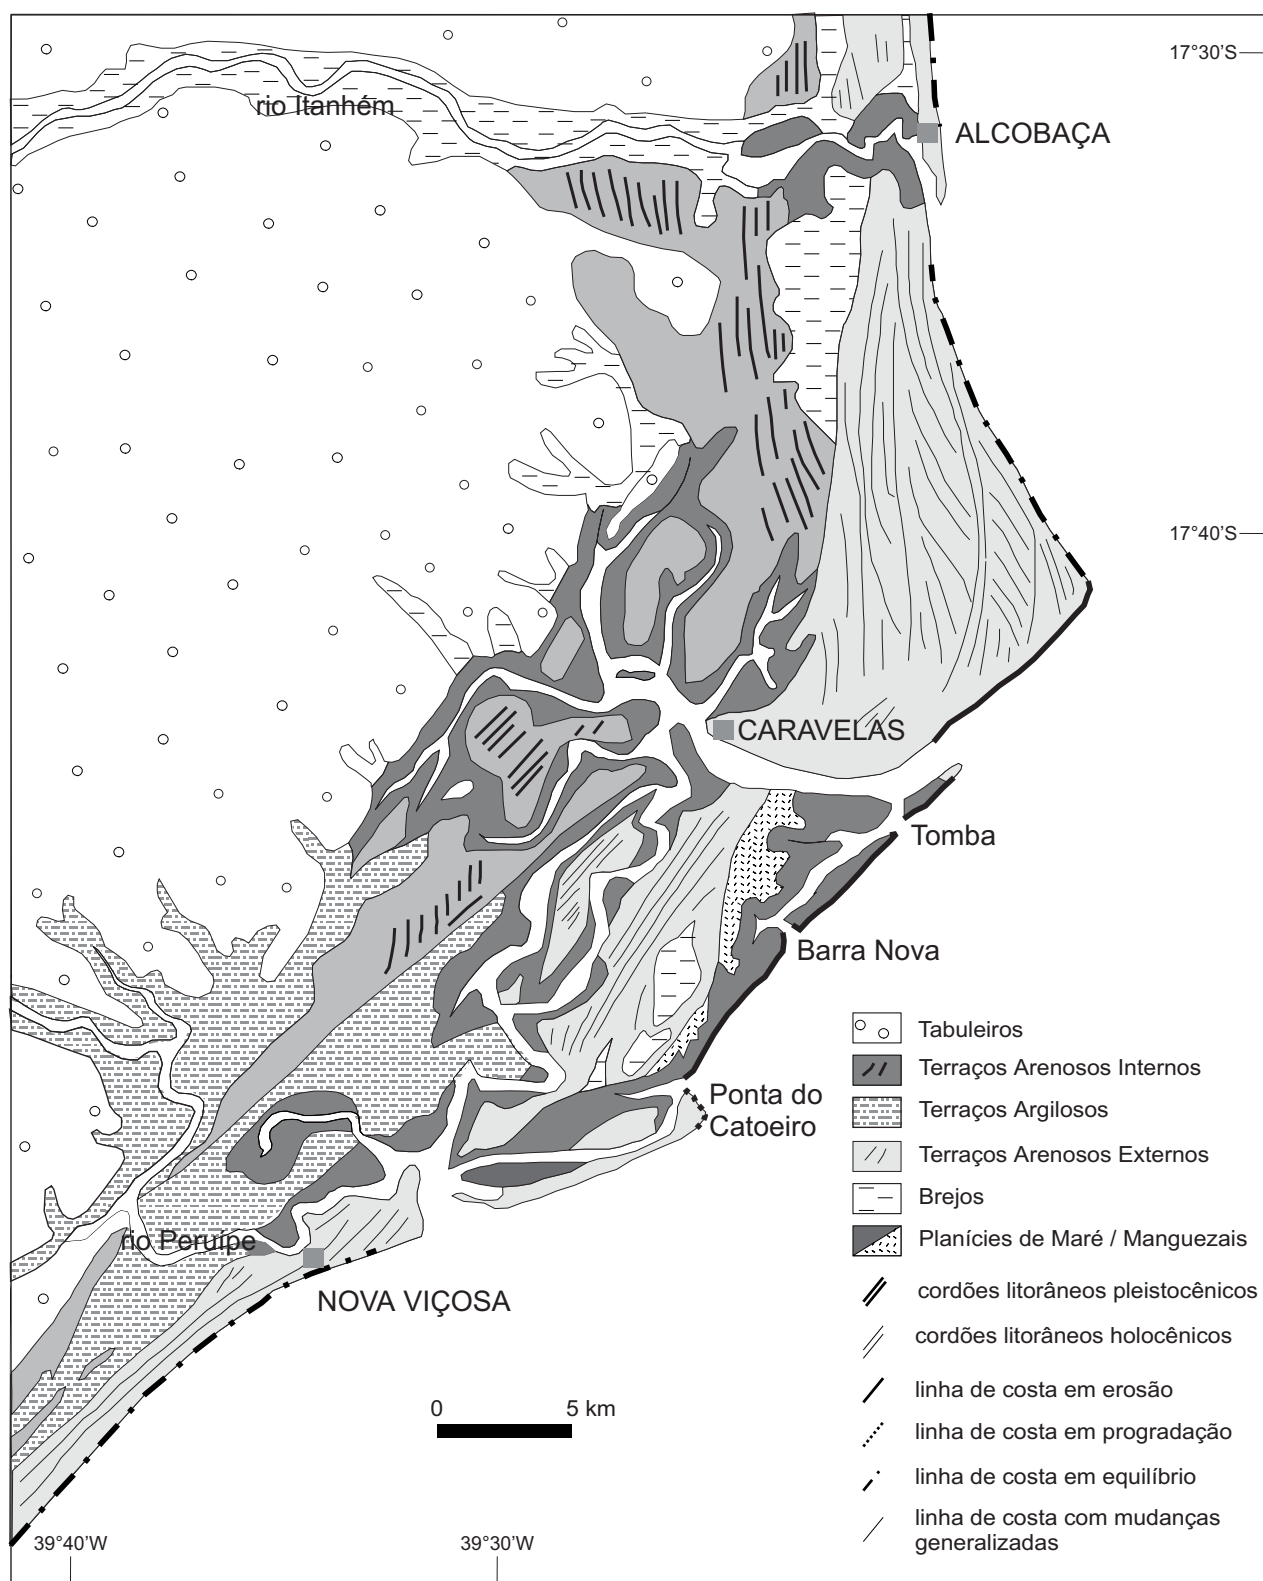 17°30'S
rio Itanhém
ALCOBAÇA
17°40'S
CARAVELAS
Tomba
Barra Nova
Ponta do
Catoeiro
rio Peruípe
NOVA VIÇOSA
0 5 km
39°40'W
39°30'W
Tabuleiros
Terraços Arenosos Internos
Terraços Argilosos
Terraços Arenosos Externos
Brejos
Planícies de Maré / Manguezais
cordões litorâneos pleistocênicos
cordões litorâneos holocênicos
linha de costa em erosão
linha de costa em progradação
linha de costa em equilíbrio
linha de costa com mudanças
generalizadas